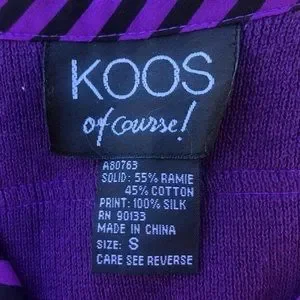 KOOS
of Course!
A80763
SOLID: 55% RAMIE
45% COTTON
PRINT: 100% SILK
RN 90133
MADE IN CHINA
SIZE: S
CARE SEE REVERSE